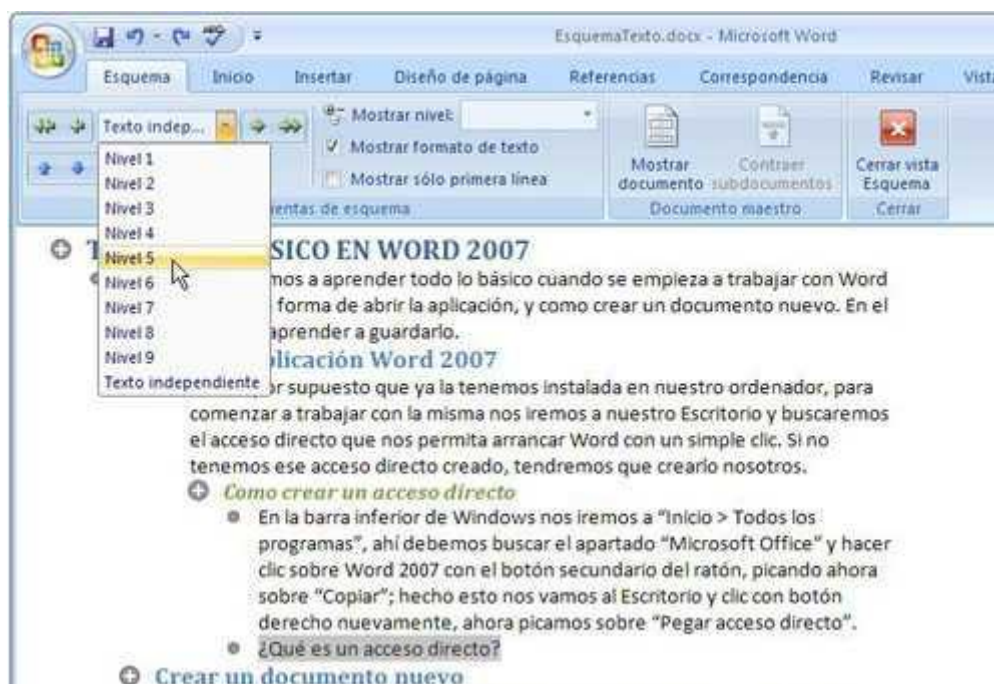 EsquemaTexto.docx - Microsoft Word
Esquema Inicio Insertar Diseño de página Referencias Correspondencia Revisar
Texto indep... Mostrar nivel:
Mostrar formato de texto
Mostrar sólo primera línea
Mostrar documento
Contraer subdocumentos
Cerrar vista Esquema
de esquema Documento maestro Cerrar
Nivel 1
Nivel 2
Nivel 3
Nivel 4
Nivel 5
Nivel 6
Nivel 7
Nivel 8
Nivel 9
Texto independiente
EN WORD 2007
a aprender todo lo básico cuando se empieza a trabajar con Word
forma de abrir la aplicación, y como crear un documento nuevo. En el
aprender a guardarlo.
Word 2007
supuesto que ya la tenemos instalada en nuestro ordenador, para
comenzar a trabajar con la misma nos iremos a nuestro Escritorio y buscaremos
el acceso directo que nos permita arrancar Word con un simple clic. Si no
tenemos ese acceso directo creado, tendremos que crearlo nosotros.
Como crear un acceso directo
En la barra inferior de Windows nos iremos a “Inicio > Todos los
programas”, ahí debemos buscar el apartado “Microsoft Office” y hacer
clic sobre Word 2007 con el botón secundario del ratón, picando ahora
sobre “Copiar”; hecho esto nos vamos al Escritorio y clic con botón
derecho nuevamente, ahora picamos sobre “Pegar acceso directo”.
¿Qué es un acceso directo?
Crear un documento nuevo